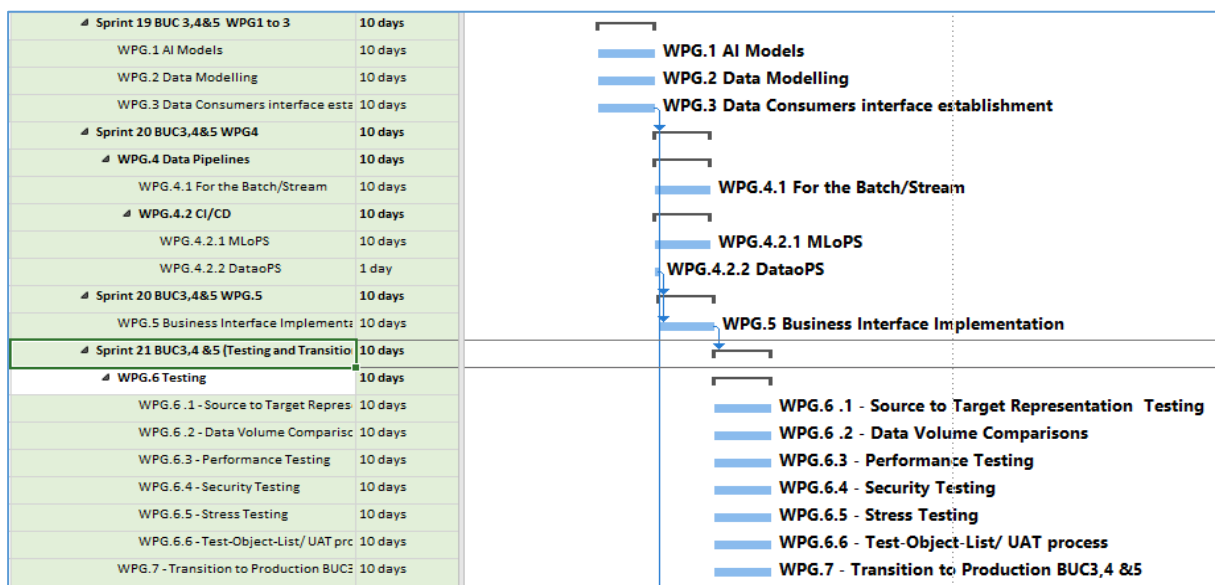 Sprint 19 BUC 3,4&5 WPG1 to 3 10 days
WPG.1 AI Models 10 days WPG.1 AI Models
WPG.2 Data Modelling 10 days WPG.2 Data Modelling
WPG.3 Data Consumers interface esta 10 days WPG.3 Data Consumers interface establishment
Sprint 20 BUC3,4&5 WPG4 10 days
WPG.4 Data Pipelines 10 days
WPG.4.1 For the Batch/Stream 10 days WPG.4.1 For the Batch/Stream
WPG.4.2 CI/CD 10 days
WPG.4.2.1 MLoPS 10 days WPG.4.2.1 MLoPS
WPG.4.2.2 DataoPS 1 day WPG.4.2.2 DataoPS
Sprint 20 BUC3,4&5 WPG.5 10 days
WPG.5 Business Interface Implementa 10 days WPG.5 Business Interface Implementation
Sprint 21 BUC3,4 &5 (Testing and Transitio 10 days
WPG.6 Testing 10 days
WPG.6 .1 - Source to Target Repres 10 days WPG.6 .1 - Source to Target Representation Testing
WPG.6 .2 - Data Volume Comparisc 10 days WPG.6 .2 - Data Volume Comparisons
WPG.6.3 - Performance Testing 10 days WPG.6.3 - Performance Testing
WPG.6.4 - Security Testing 10 days WPG.6.4 - Security Testing
WPG.6.5 - Stress Testing 10 days WPG.6.5 - Stress Testing
WPG.6.6 - Test-Object-List/ UAT prc 10 days WPG.6.6 - Test-Object-List/ UAT process
WPG.7 - Transition to Production BUC3 10 days WPG.7 - Transition to Production BUC3,4 &5